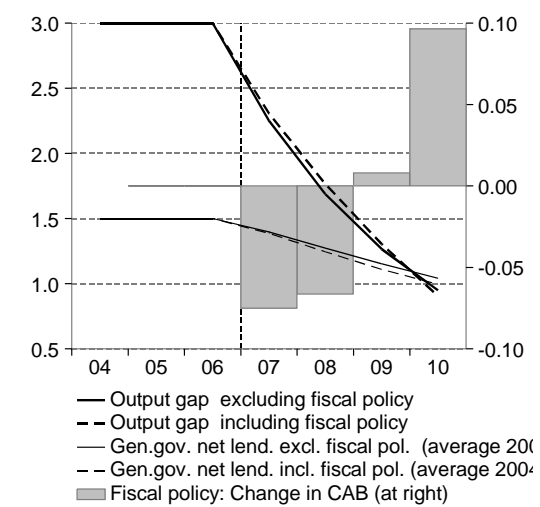 3.0
2.5
2.0
1.5
1.0
0.5
0.10
0.05
0.00
-0.05
-0.10
04 05 06 07 08 09 10
Output gap excluding fiscal policy
Output gap including fiscal policy
Gen.gov. net lend. excl. fiscal pol. (average 200
Gen.gov. net lend. incl. fiscal pol. (average 2004
Fiscal policy: Change in CAB (at right)